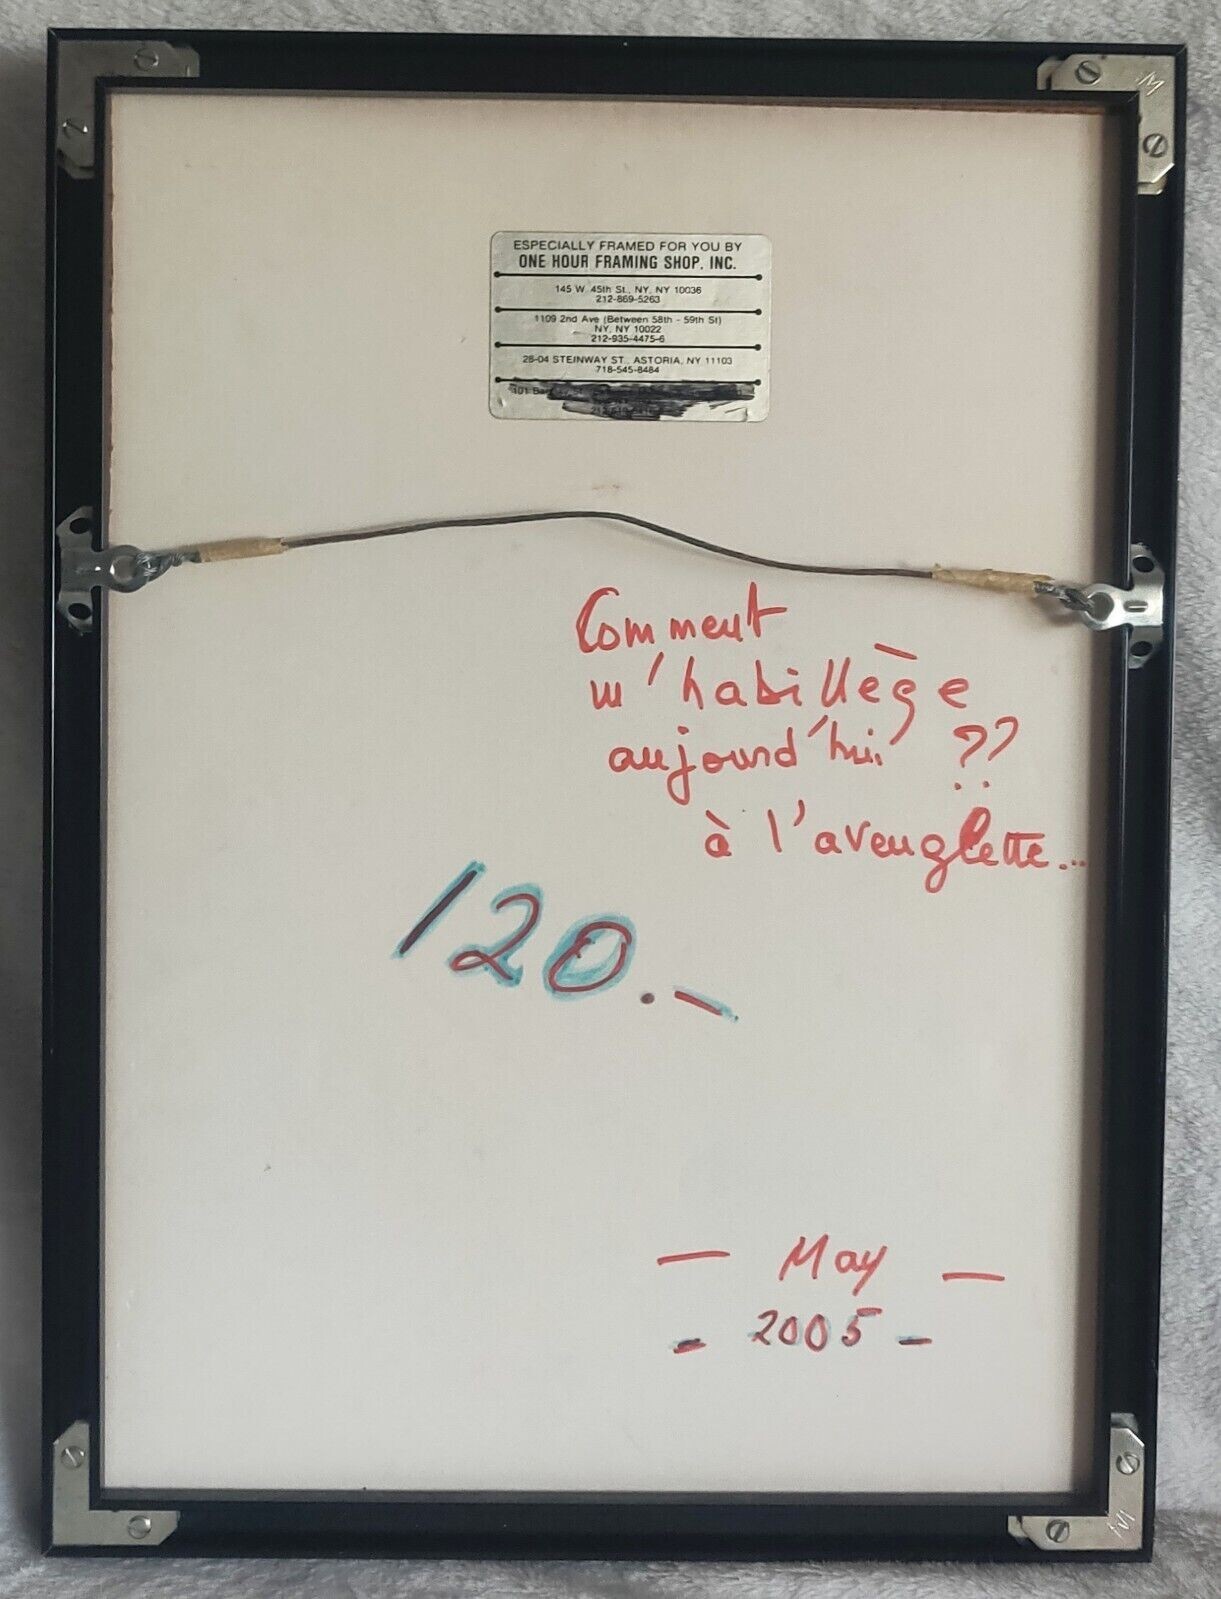 ESPECIALLY FRAMED FOR YOU BY
ONE HOUR FRAMING SHOP, INC.
145 W. 45th St., NY, NY 10036
212-869-5263
1109 2nd Ave (Between 58th - 59th St)
NY, NY 10022
212-935-4475-6
28-04 STEINWAY ST., ASTORIA, NY 11103
718-545-8484
101
Comment
m'habillège
aujourd'hui ??
à l'aveuglette...
120.-
- May -
- 2005 -
M
M